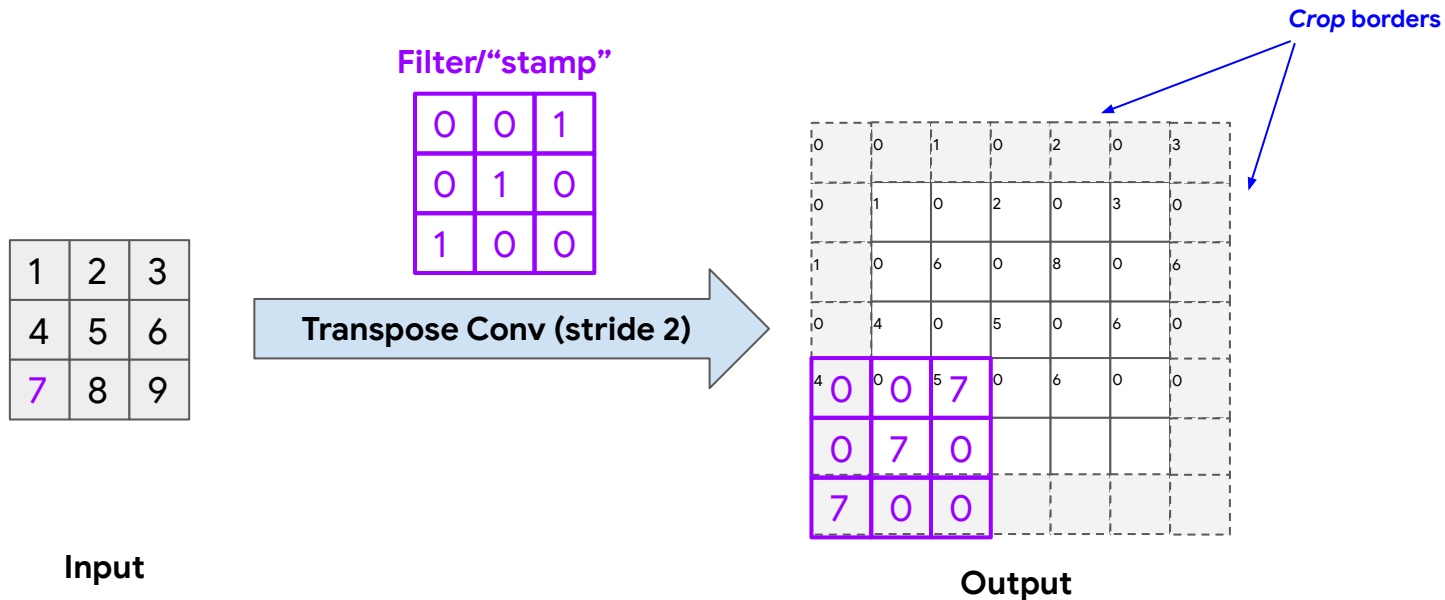 Crop borders
Filter/“stamp”
0 0 1
0 1 0
1 0 0
1 2 3
4 5 6
7 8 9
Transpose Conv (stride 2)
0 0 1 0 2 0 3
0 1 0 2 0 3 0
1 0 6 0 8 0 6
0 4 0 5 0 6 0
4 0 0 0 5 7 0 6 0 0
0 7 0
7 0 0
Input
Output